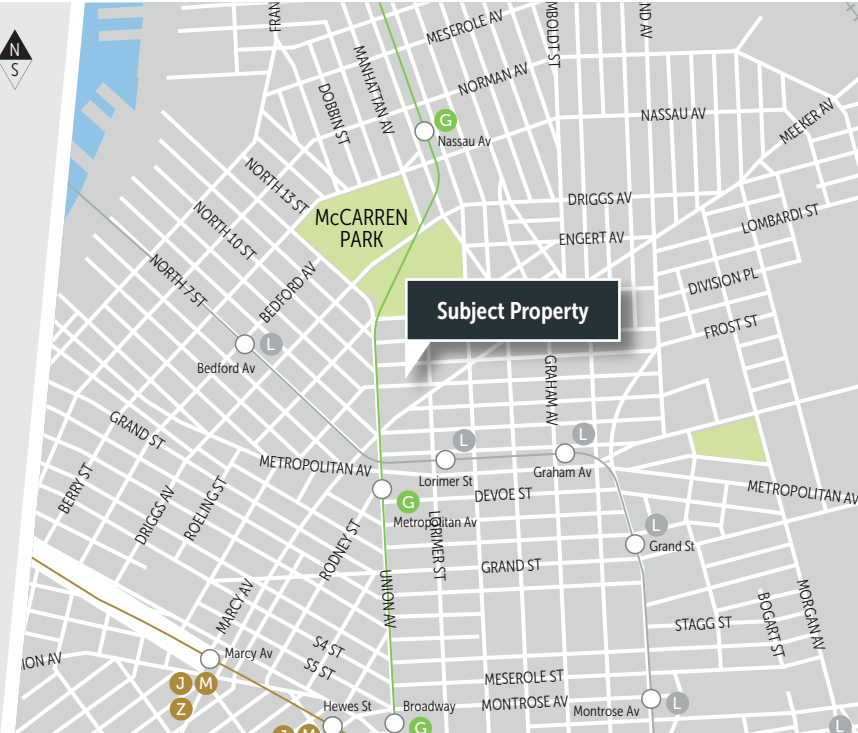 N
S
FRAN
MESEROLE AV
MBOLDT ST
ND AV
MANHATTAN AV
NORMAN AV
DOBBIN ST
G
Nassau Av
NASSAU AV
MEEKER AV
NORTH 13 ST
McCARREN
PARK
DRIGGS AV
LOMBARDI ST
NORTH 10 ST
ENGERT AV
NORTH 7 ST
BEDFORD AV
DIVISION PL
Subject Property
FROST ST
L
Bedford Av
GRAHAM AV
GRAND ST
L
L
METROPOLITAN AV
Lorimer St
Graham Av
BERRY ST
DRIGGS AV
ROELING ST
DEVOE ST
METROPOLITAN AV
G
Metropolitan Av
LORIMER ST
L
Grand St
RODNEY ST
GRAND ST
UNION AV
MARCY AV
BOGART ST
MORGAN AV
STAGG ST
S4 ST
Marcy Av
ION AV
S5 ST
J M
Z
MESEROLE ST
MONTROSE AV
Hewes St
Broadway
Montrose Av
L
J M
G
L